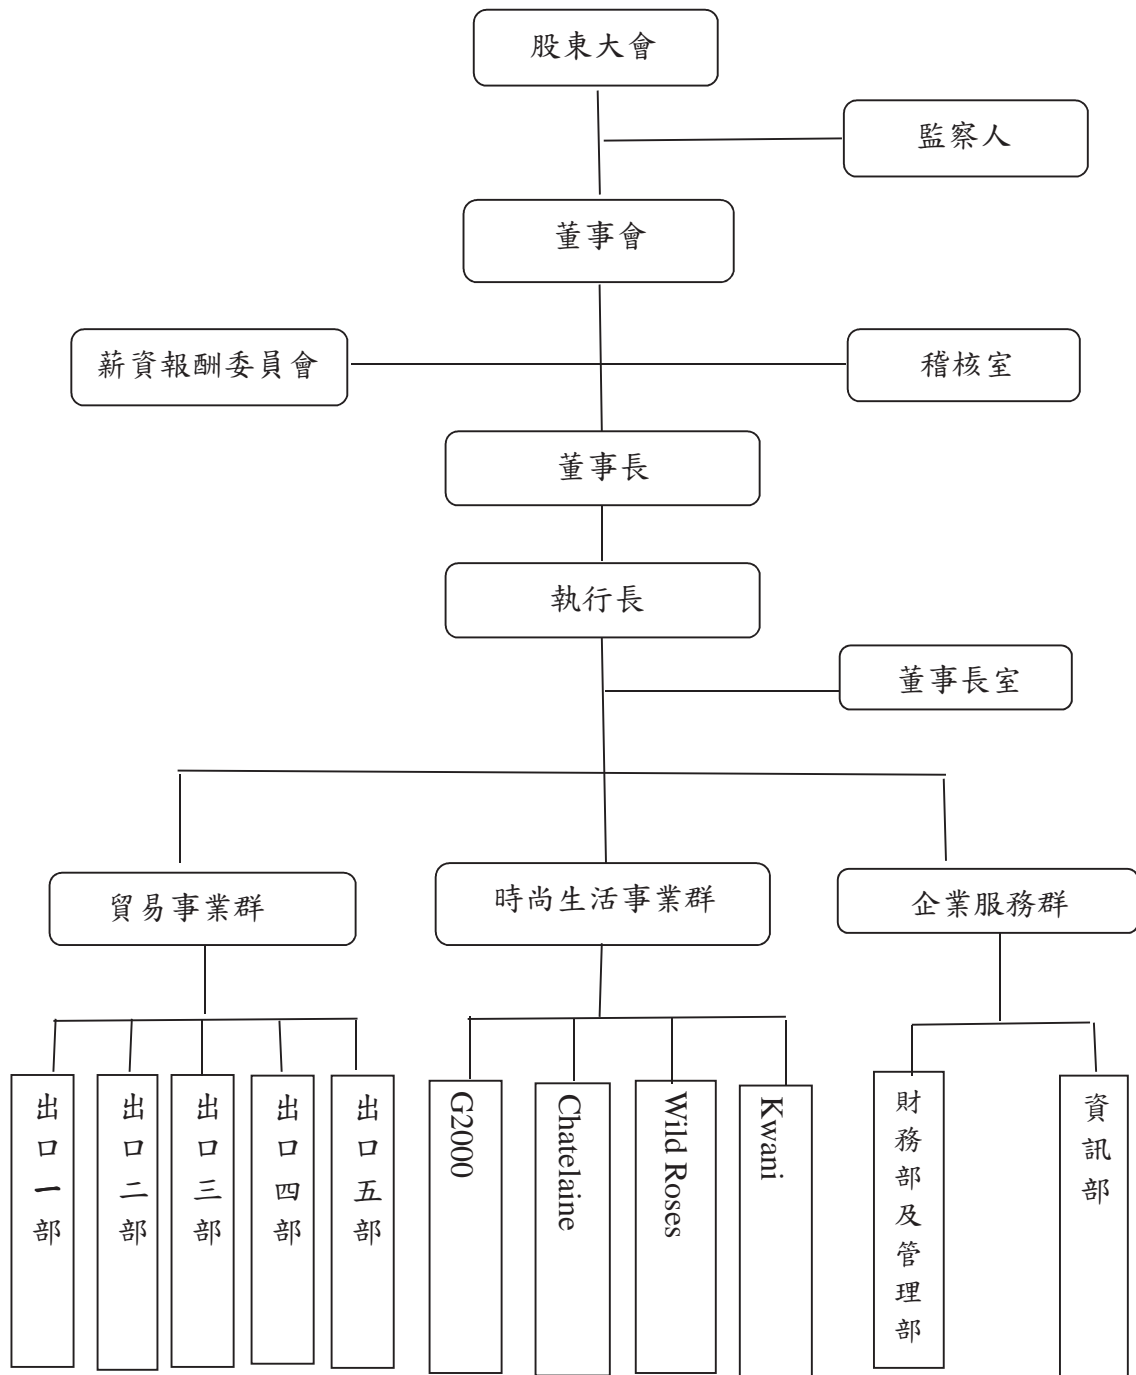 股東大會
監察人
董事會
薪資報酬委員會
稽核室
董事長
執行長
董事長室
貿易事業群
時尚生活事業群
企業服務群
出口一部
出口二部
出口三部
出口四部
出口五部
G2000
Chatelaine
Wild Roses
Kwani
財務部及管理部
資訊部